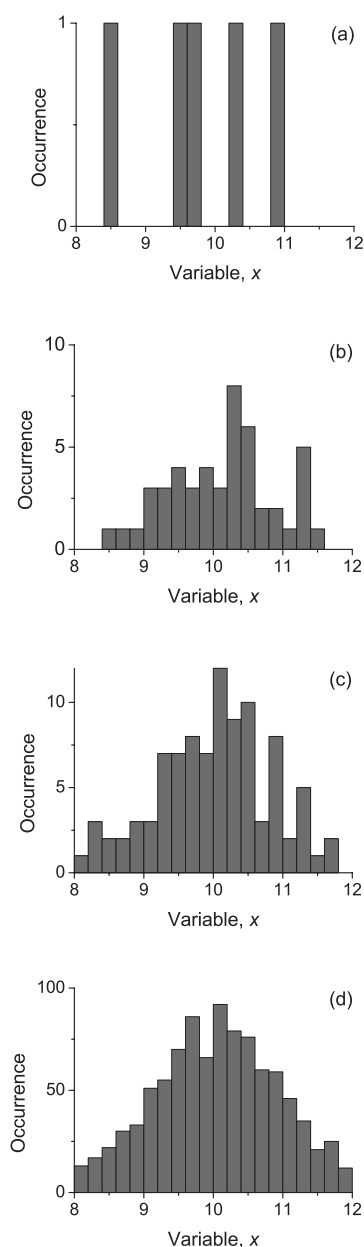 (a)
1
0
Occurrence
8 9 10 11 12
Variable, x
(b)
10
5
0
Occurrence
8 9 10 11 12
Variable, x
(c)
10
5
0
Occurrence
8 9 10 11 12
Variable, x
(d)
100
50
0
Occurrence
8 9 10 11 12
Variable, x